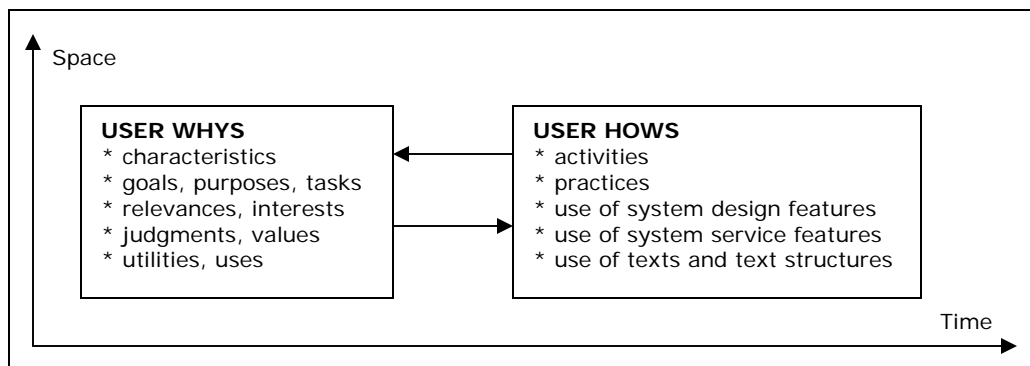 Space
USER WHYS
* characteristics
* goals, purposes, tasks
* relevances, interests
* judgments, values
* utilities, uses
USER HOWS
* activities
* practices
* use of system design features
* use of system service features
* use of texts and text structures
Time